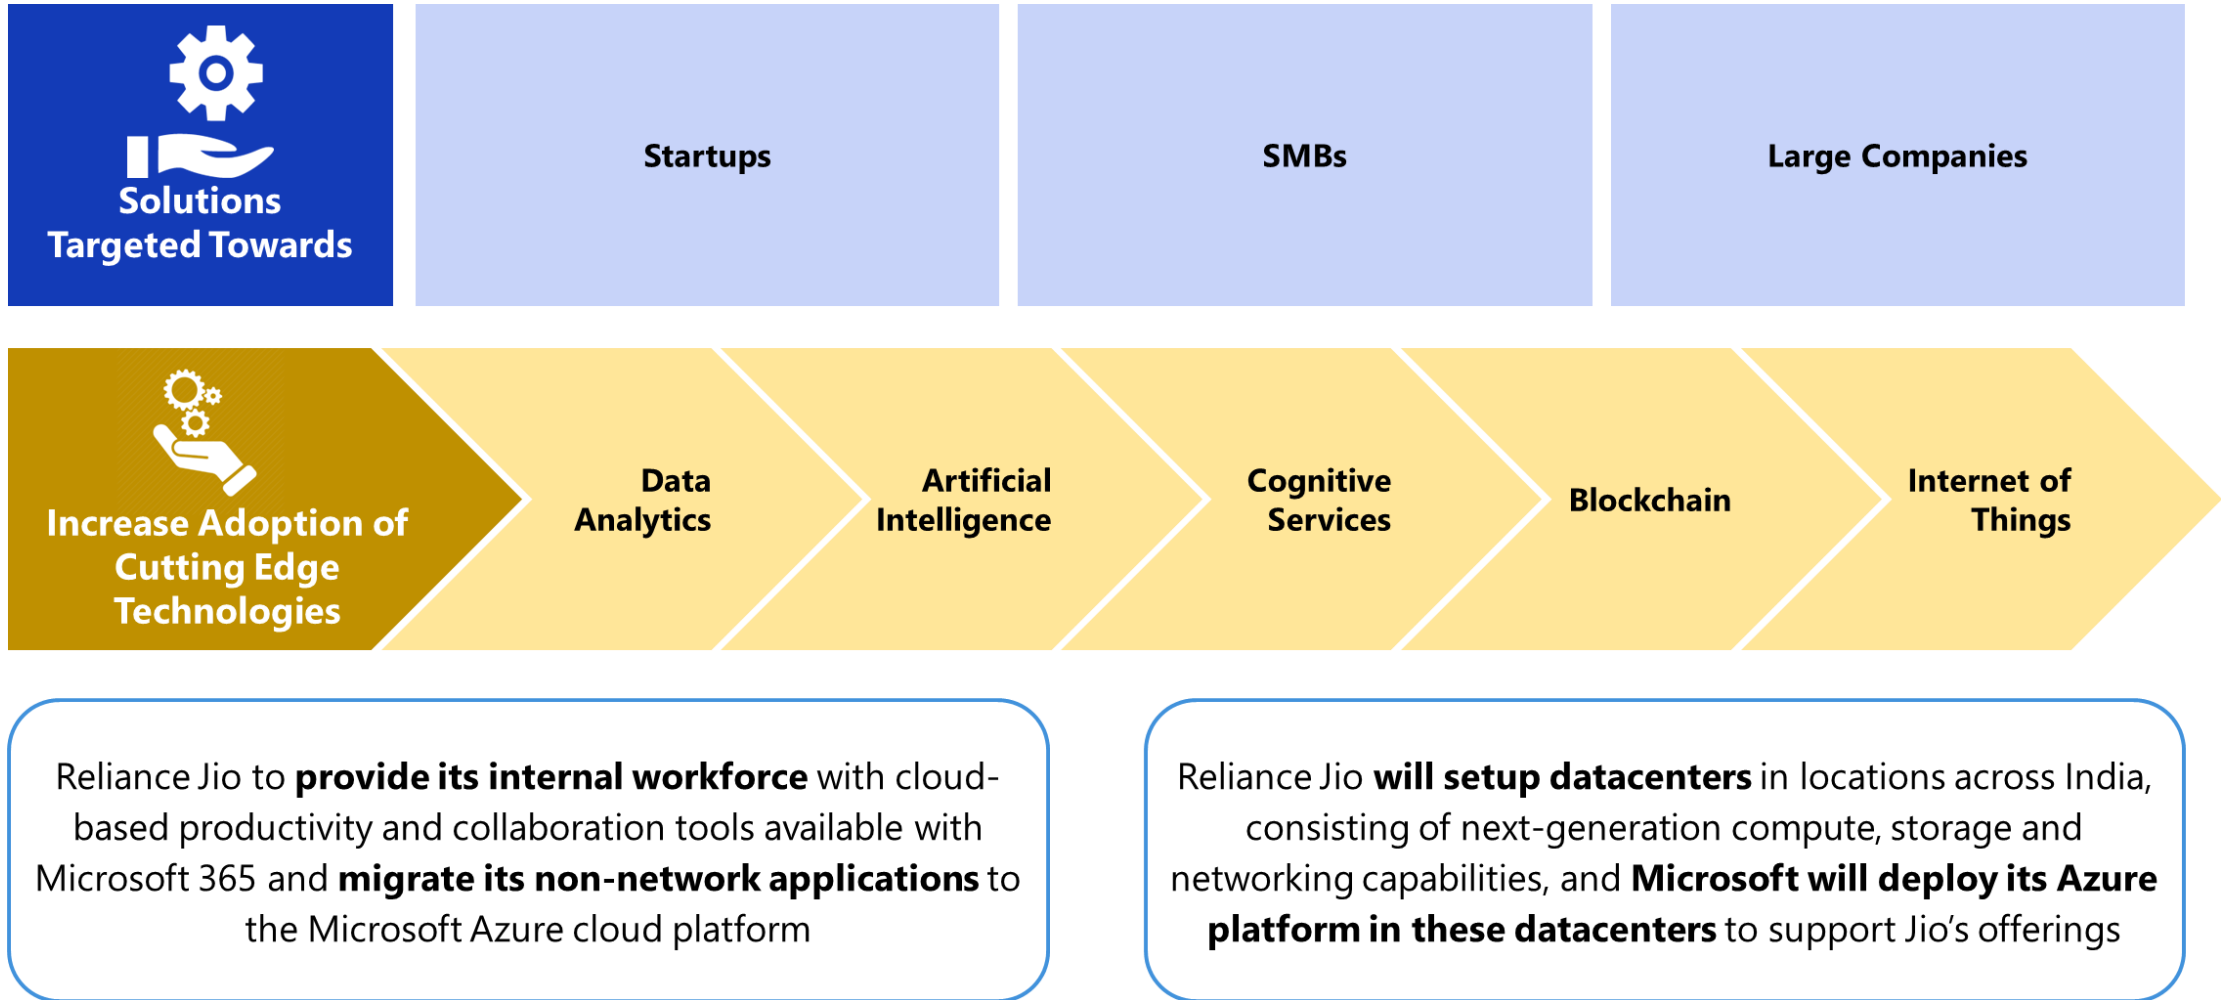 Solutions
Targeted Towards
Startups
SMBs
Large Companies
Increase Adoption of
Cutting Edge
Technologies
Data
Analytics
Artificial
Intelligence
Cognitive
Services
Blockchain
Internet of
Things
Reliance Jio to provide its internal workforce with cloud-
based productivity and collaboration tools available with
Microsoft 365 and migrate its non-network applications to
the Microsoft Azure cloud platform
Reliance Jio will setup datacenters in locations across India,
consisting of next-generation compute, storage and
networking capabilities, and Microsoft will deploy its Azure
platform in these datacenters to support Jio’s offerings